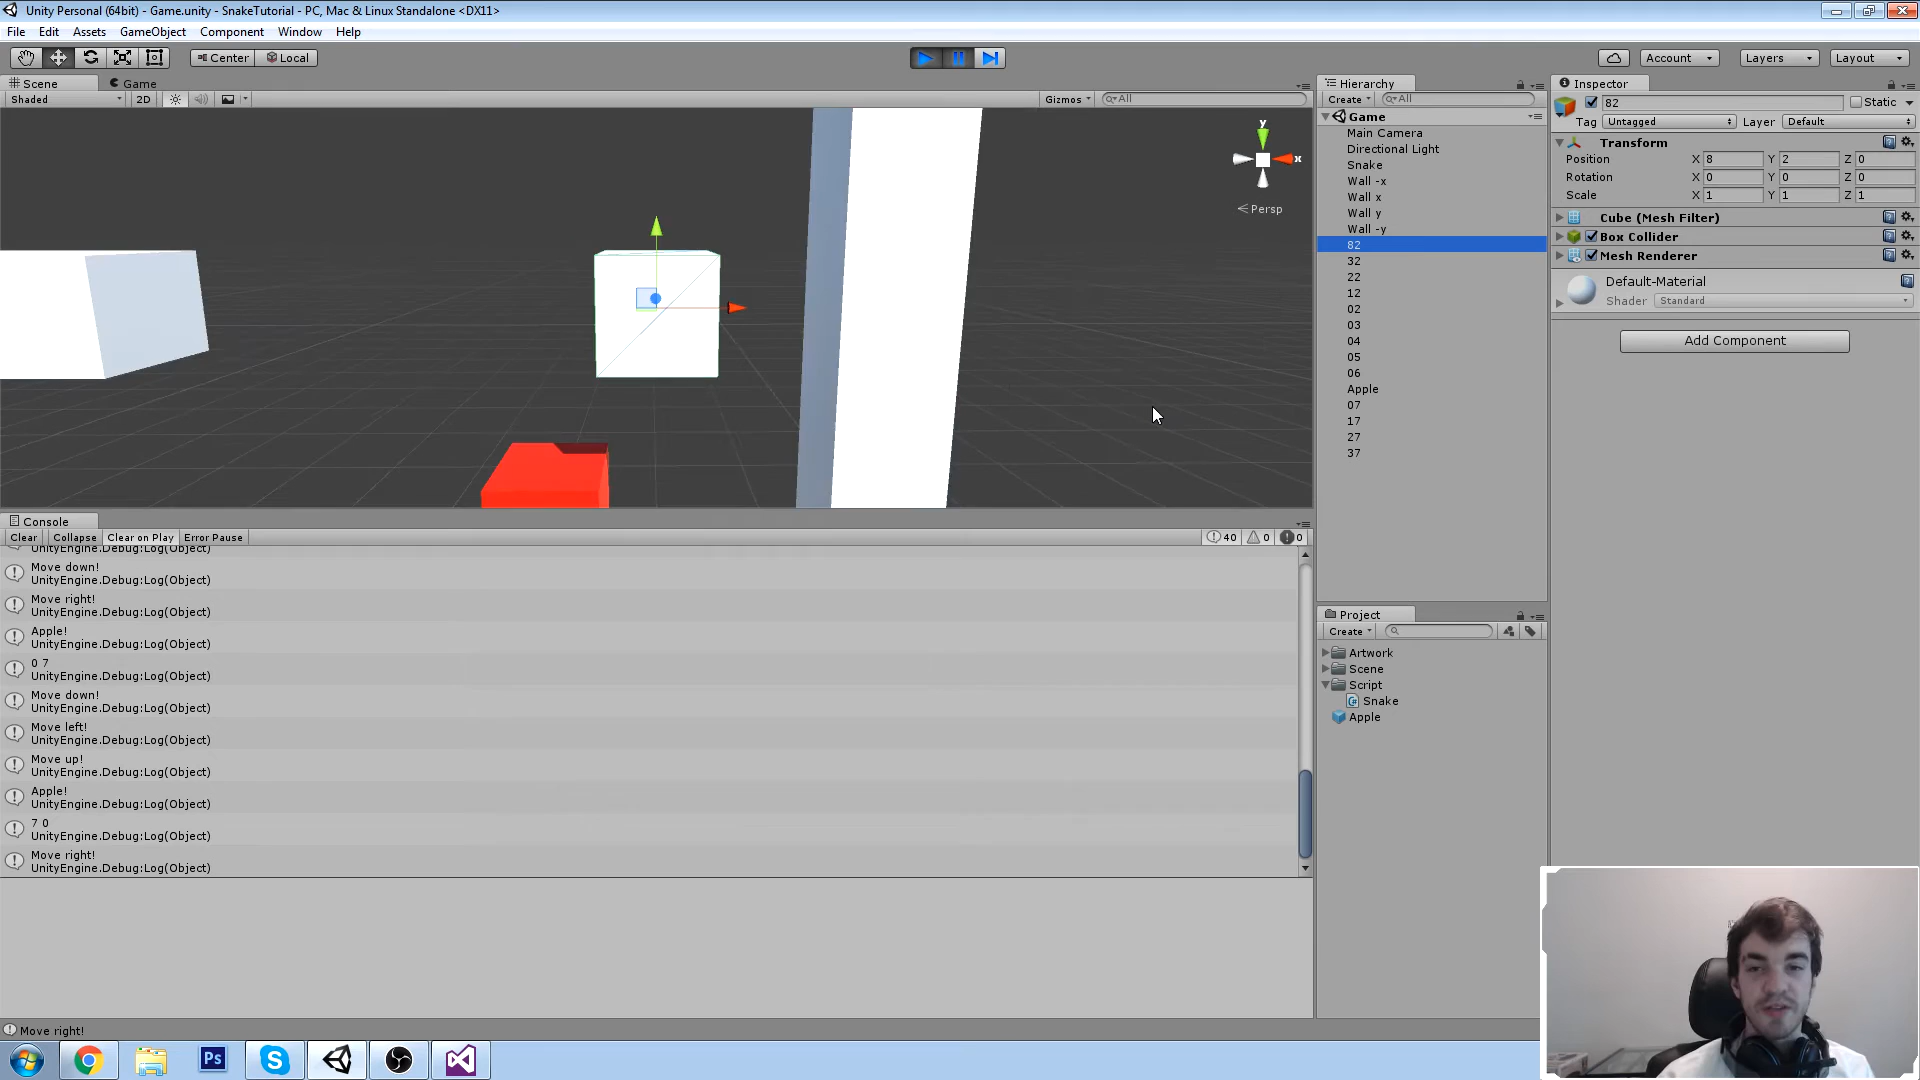 Unity Personal (64bit) - Game.unity - SnakeTutorial - PC, Mac & Linux Standalone <DX11>
File Edit Assets GameObject Component Window Help
Center Local Account Layers Layout
Scene Game
Shaded 2D Gizmos All
y
x
Persp
Hierarchy
Create All
Game
Main Camera
Directional Light
Snake
Wall -x
Wall x
Wall y
Wall -y
82
32
22
12
02
03
04
05
06
Apple
07
17
27
37
Inspector
82 Static
Tag Untagged Layer Default
Transform
Position X 8 Y 2 Z 0
Rotation X 0 Y 0 Z 0
Scale X 1 Y 1 Z 1
Cube (Mesh Filter)
Box Collider
Mesh Renderer
Default-Material
Shader Standard
Add Component
Console
Clear Collapse Clear on Play Error Pause 40 0 0
UnityEngine.Debug:Log(Object)
Move down!
UnityEngine.Debug:Log(Object)
Move right!
UnityEngine.Debug:Log(Object)
Apple!
UnityEngine.Debug:Log(Object)
0 7
UnityEngine.Debug:Log(Object)
Move down!
UnityEngine.Debug:Log(Object)
Move left!
UnityEngine.Debug:Log(Object)
Move up!
UnityEngine.Debug:Log(Object)
Apple!
UnityEngine.Debug:Log(Object)
7 0
UnityEngine.Debug:Log(Object)
Move right!
UnityEngine.Debug:Log(Object)
Project
Create
Artwork
Scene
Script
Snake
Apple
Move right!
Ps